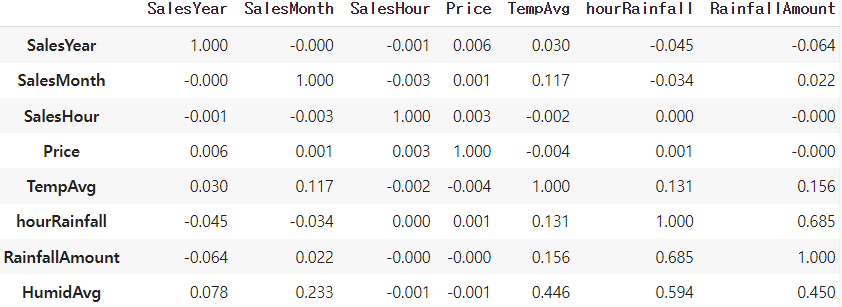 SalesYear SalesMonth SalesHour Price TempAvg hourRainfall RainfallAmount
SalesYear 1.000 -0.000 -0.001 0.006 0.030 -0.045 -0.064
SalesMonth -0.000 1.000 -0.003 0.001 0.117 -0.034 0.022
SalesHour -0.001 -0.003 1.000 0.003 -0.002 0.000 -0.000
Price 0.006 0.001 0.003 1.000 -0.004 0.001 -0.000
TempAvg 0.030 0.117 -0.002 -0.004 1.000 0.131 0.156
hourRainfall -0.045 -0.034 0.000 0.001 0.131 1.000 0.685
RainfallAmount -0.064 0.022 -0.000 -0.000 0.156 0.685 1.000
HumidAvg 0.078 0.233 -0.001 -0.001 0.446 0.594 0.450